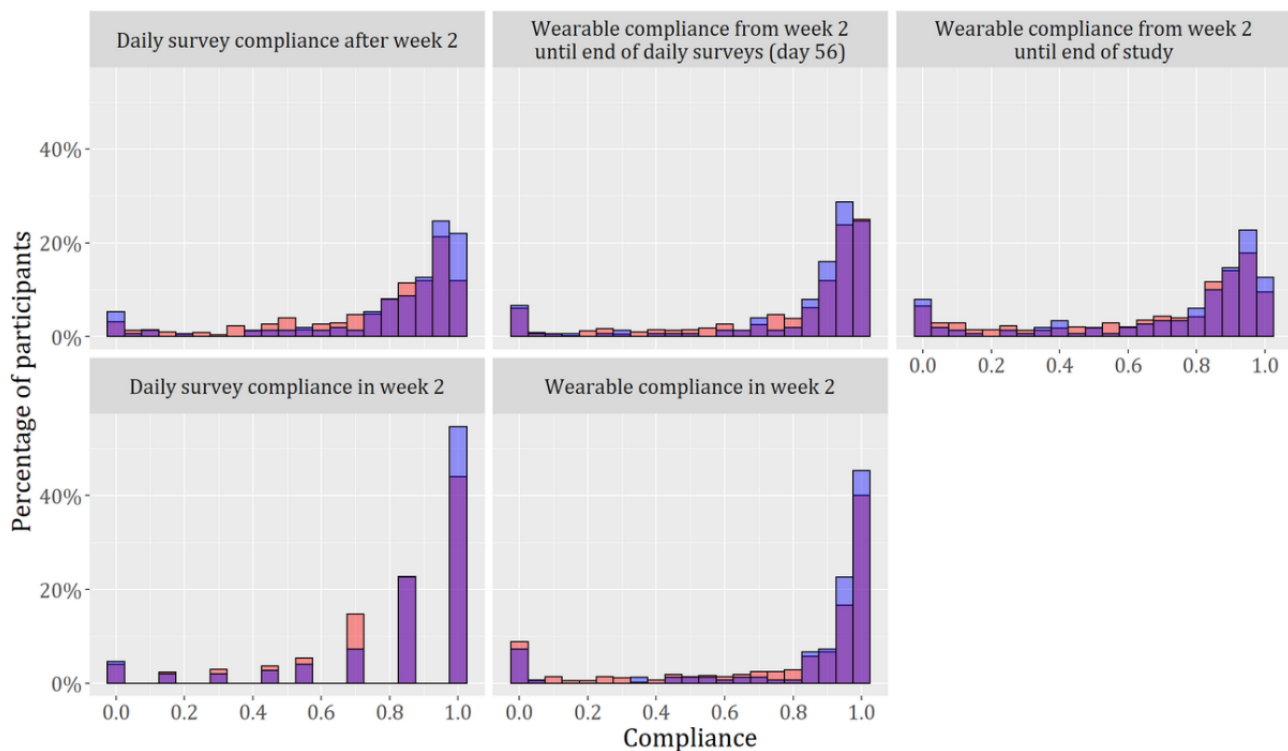 Daily survey compliance after week 2
Wearable compliance from week 2
until end of daily surveys (day 56)
Wearable compliance from week 2
until end of study
40%
20%
0%
0.0 0.2 0.4 0.6 0.8 1.0
Daily survey compliance in week 2
Wearable compliance in week 2
40%
20%
0%
0.0 0.2 0.4 0.6 0.8 1.0
0.0 0.2 0.4 0.6 0.8 1.0
Percentage of participants
Compliance